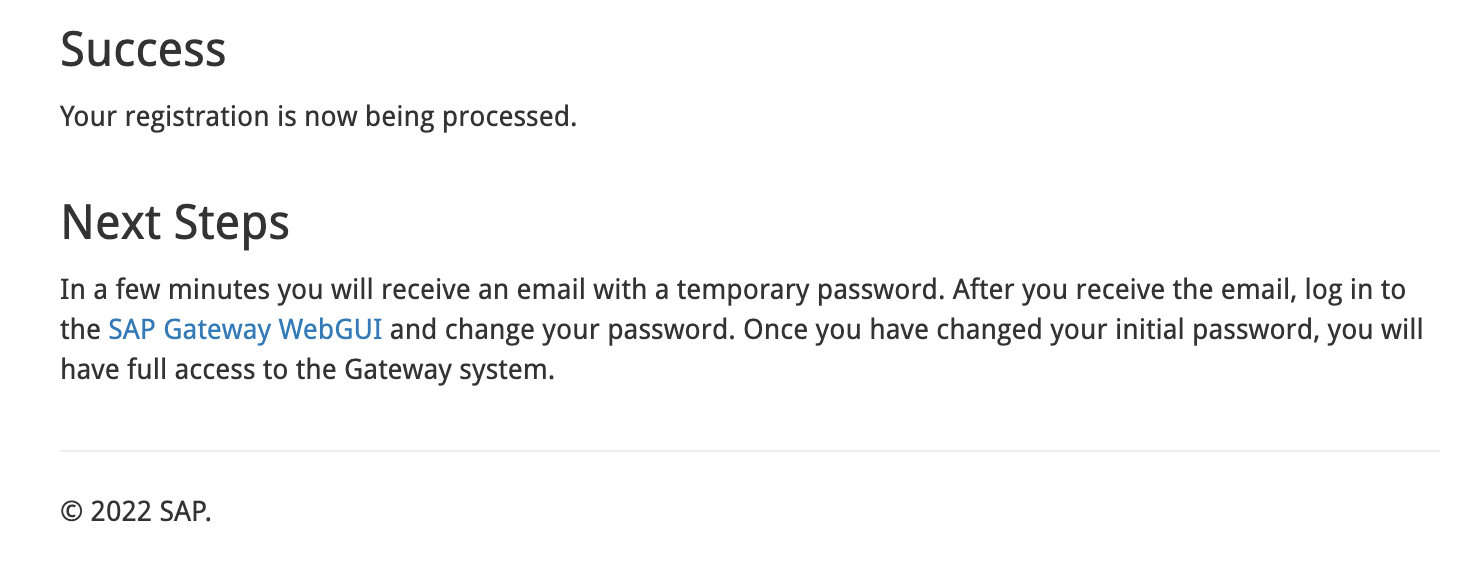 Success
Your registration is now being processed.
Next Steps
In a few minutes you will receive an email with a temporary password. After you receive the email, log in to
the SAP Gateway WebGUI and change your password. Once you have changed your initial password, you will
have full access to the Gateway system.
© 2022 SAP.